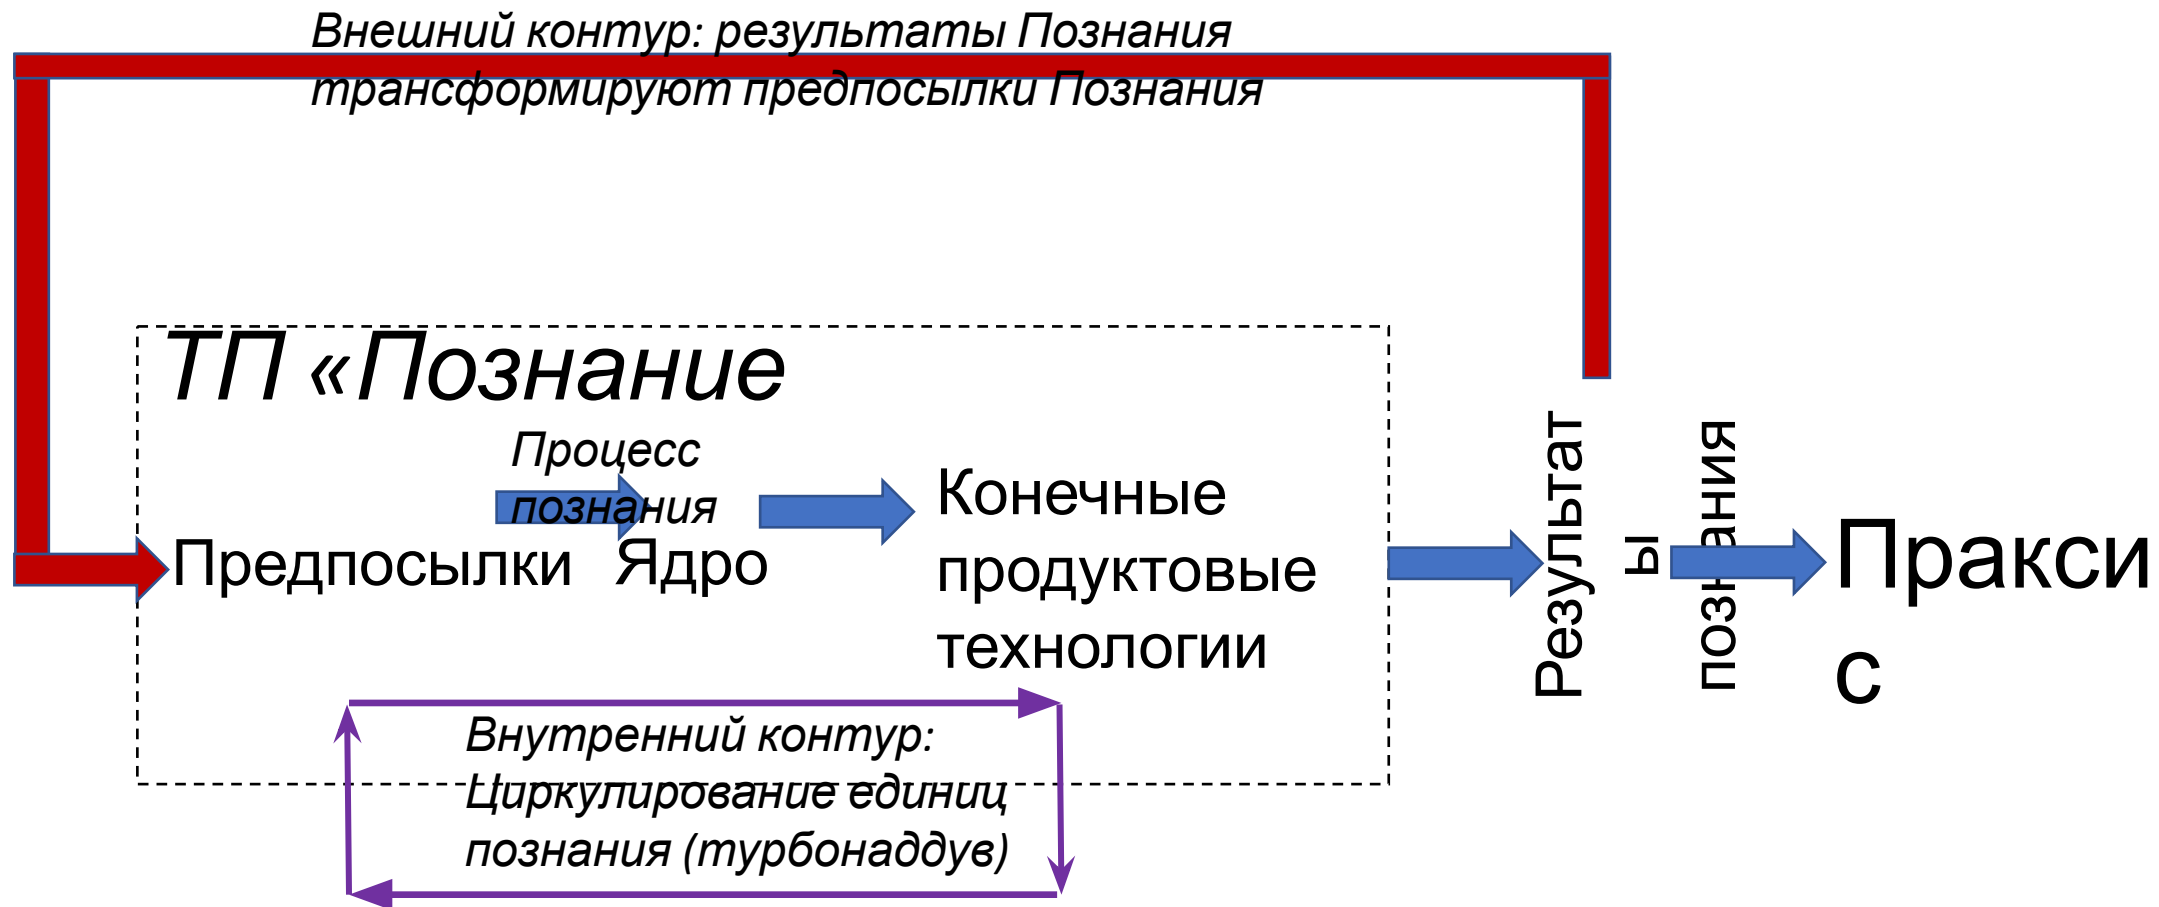 Внешний контур: результаты Познания
трансформируют предпосылки Познания
ТП «Познание
Процесс
познания
Предпосылки
Ядро
Конечные
продуктовые
технологии
Результат
ы
познания
Пракси
с
Внутренний контур:
Циркулирование единиц
познания (турбонаддув)